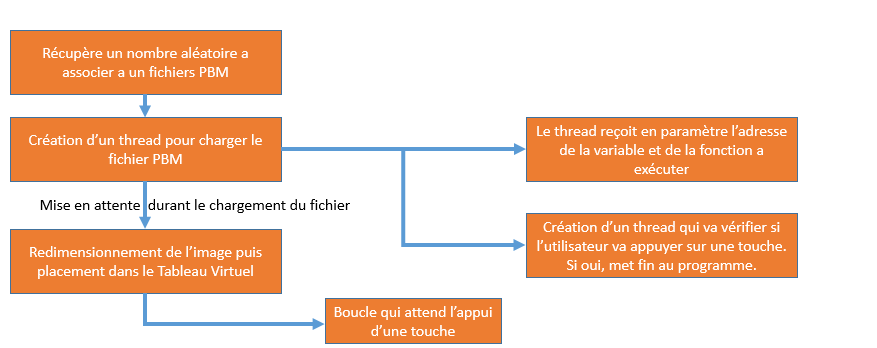 Récupère un nombre aléatoire a
associer a un fichiers PBM
Création d’un thread pour charger le
fichier PBM
Le thread reçoit en paramètre l’adresse
de la variable et de la fonction a
exécuter
Mise en attente durant le chargement du fichier
Création d’un thread qui va vérifier si
l’utilisateur va appuyer sur une touche.
Si oui, met fin au programme.
Redimensionnement de l’image puis
placement dans le Tableau Virtuel
Boucle qui attend l’appui
d’une touche